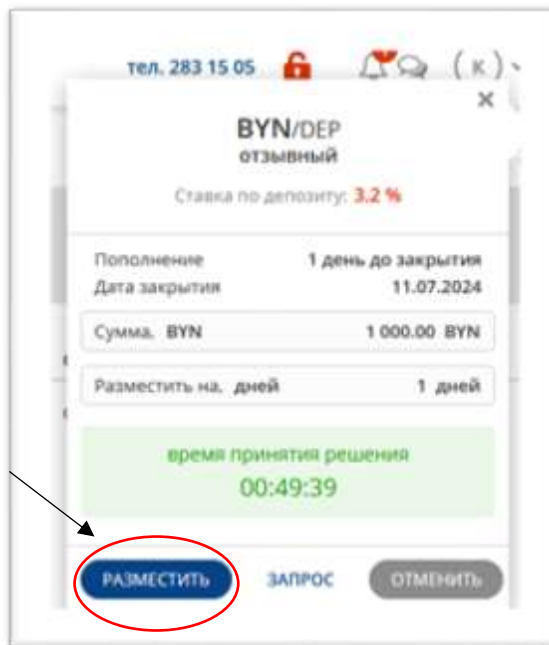 тел. 283 15 05 ( К )
BYN/DEP
отзывный
Ставка по депозиту: 3.2 %
Пополнение 1 день до закрытия
Дата закрытия 11.07.2024
Сумма, BYN 1 000.00 BYN
Разместить на, дней 1 дней
время принятия решения
00:49:39
РАЗМЕСТИТЬ ЗАПРОС ОТМЕНИТЬ